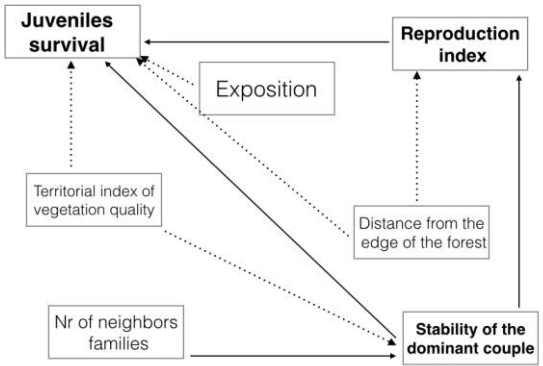 Juveniles
survival
Reproduction
index
Exposition
Territorial index of
vegetation quality
Distance from the
edge of the forest
Nr of neighbors
families
Stability of the
dominant couple